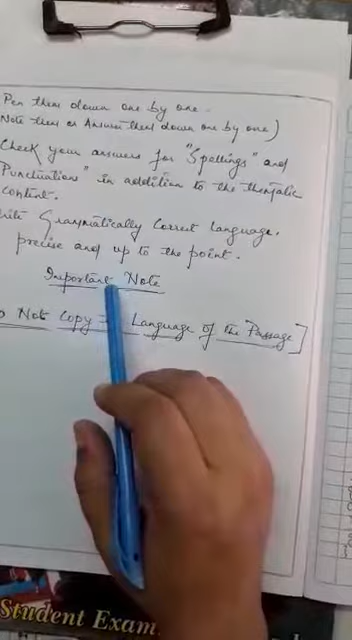 Pen them down one by one.
Note them or Answer them down one by one)
Check your answers for "Spellings" and
Punctuations" in addition to the thematic
content.
Grammatically Correct language,
precise and up to the point.
Important Note
Not Copy Language of the Passage]
Student Exam